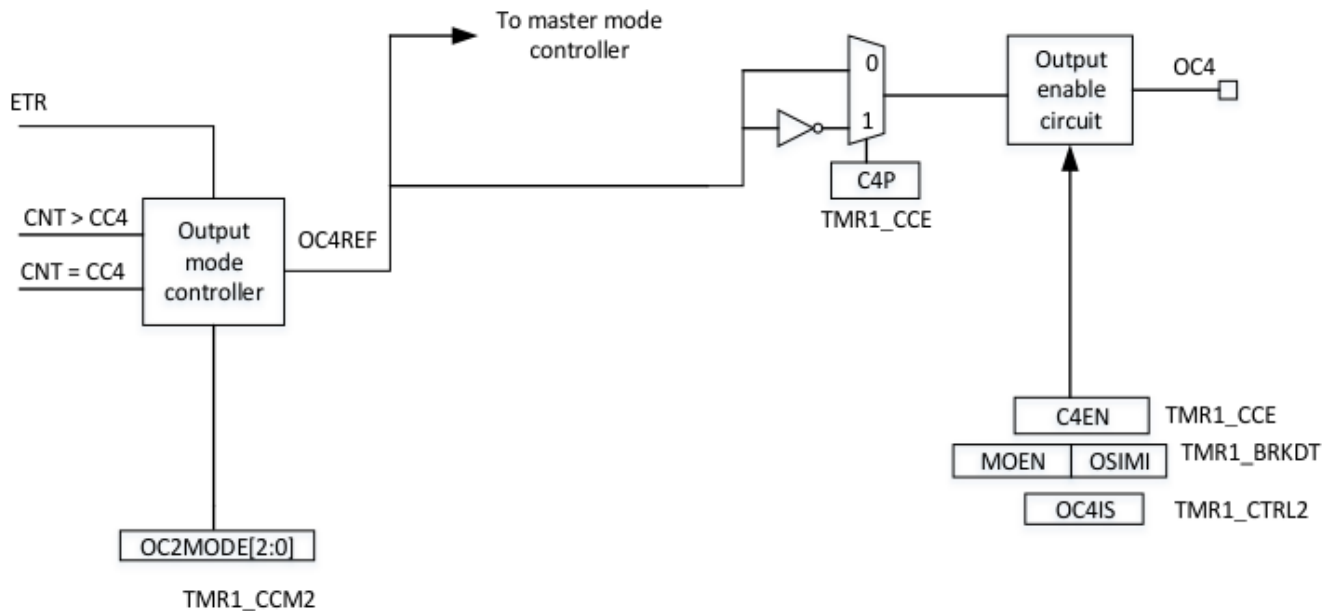 To master mode
controller
ETR
0
1
C4P
TMR1_CCE
Output
enable
circuit
OC4
CNT > CC4
CNT = CC4
Output
mode
controller
OC4REF
C4EN
TMR1_CCE
MOEN
OSIMI
TMR1_BRKDT
OC4IS
TMR1_CTRL2
OC2MODE[2:0]
TMR1_CCM2